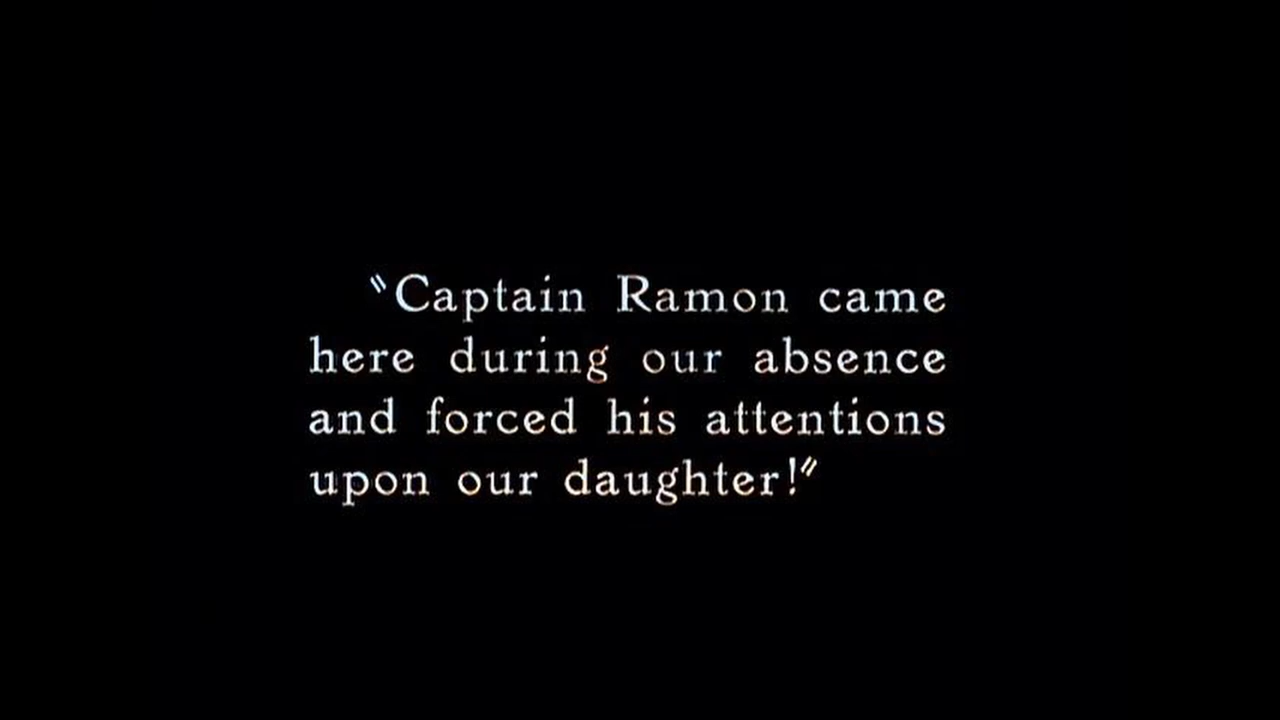 "Captain Ramon came
here during our absence
and forced his attentions
upon our daughter!"